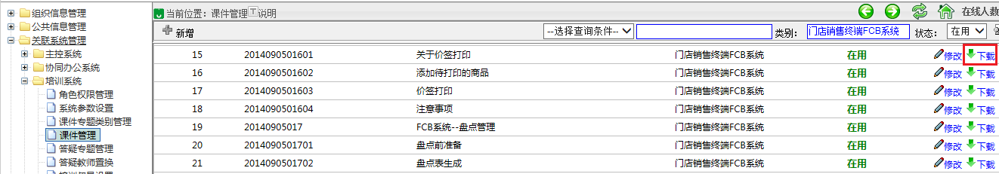 组织信息管理
公共信息管理
关联系统管理
主控系统
协同办公系统
培训系统
角色权限管理
系统参数设置
课件专题类别管理
课件管理
答疑专题管理
答疑教师置换
当前位置：课件管理 说明
在线人数
新增
--选择查询条件-- 类别： 门店销售终端FCB系统 状态： 在用
15 2014090501601 关于价签打印 门店销售终端FCB系统 在用 修改 下载
16 2014090501602 添加待打印的商品 门店销售终端FCB系统 在用 修改 下载
17 2014090501603 价签打印 门店销售终端FCB系统 在用 修改 下载
18 2014090501604 注意事项 门店销售终端FCB系统 在用 修改 下载
19 20140905017 FCB系统--盘点管理 门店销售终端FCB系统 在用 修改 下载
20 2014090501701 盘点前准备 门店销售终端FCB系统 在用 修改 下载
21 2014090501702 盘点表生成 门店销售终端FCB系统 在用 修改 下载